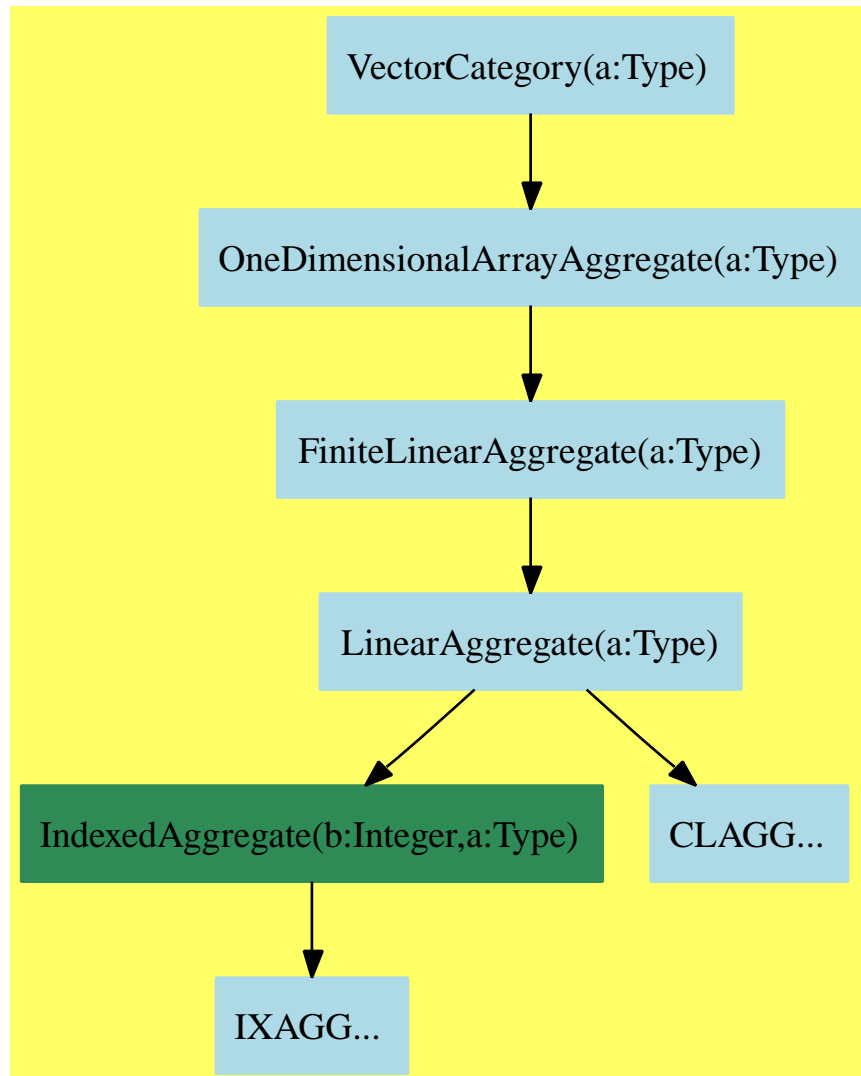 VectorCategory(a:Type)
OneDimensionalArrayAggregate(a:Type)
FiniteLinearAggregate(a:Type)
LinearAggregate(a:Type)
IndexedAggregate(b:Integer,a:Type)
CLAGG...
IXAGG...